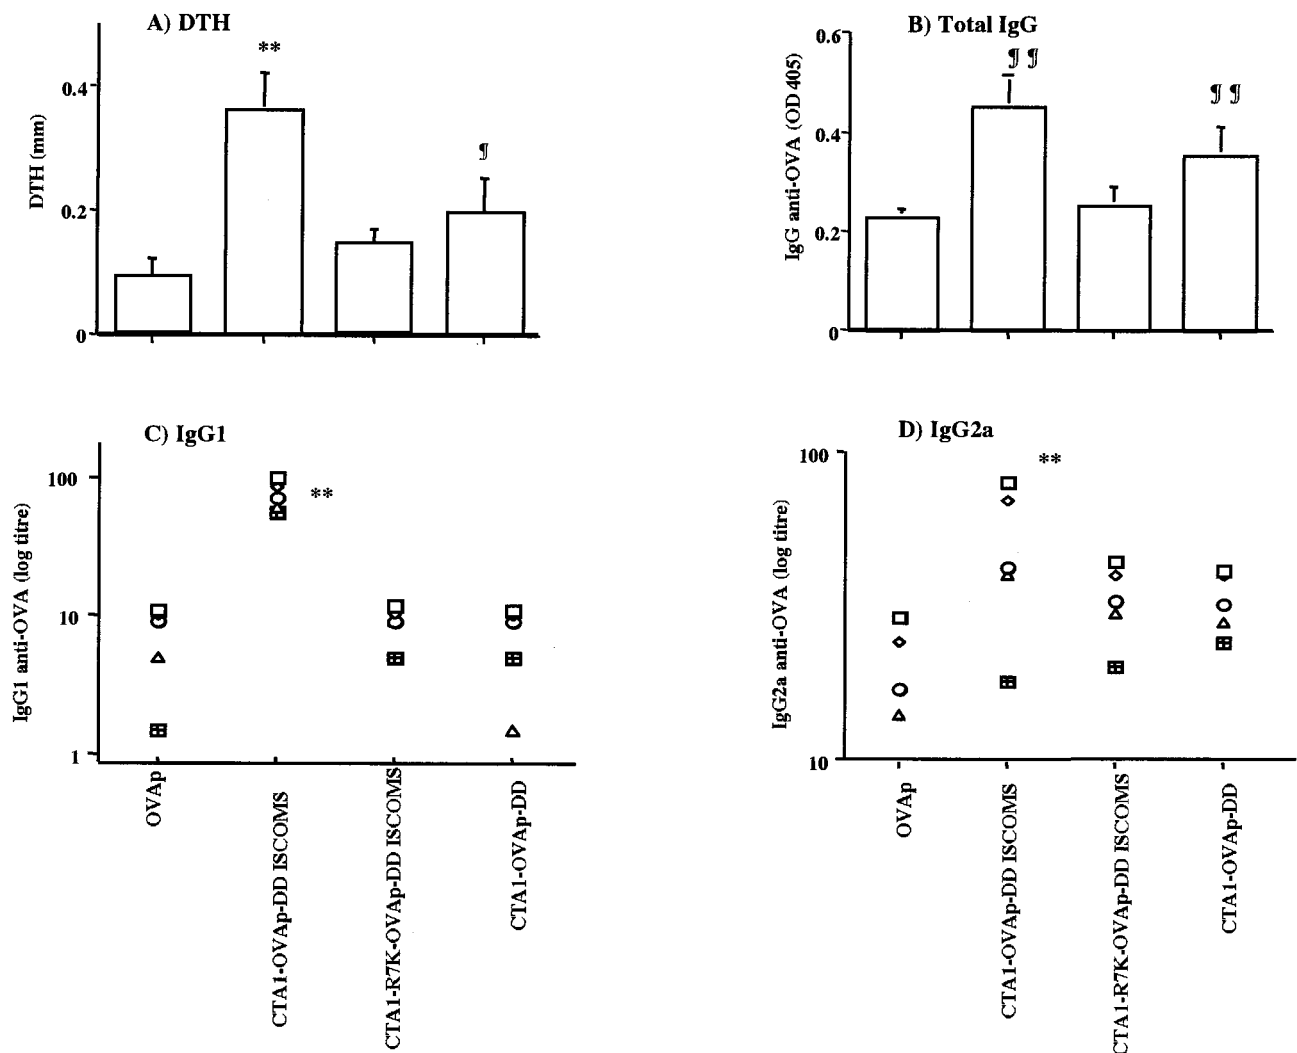 A) DTH
**
¶
0.4
0.2
0
DTH (mm)
B) Total IgG
¶ ¶
¶ ¶
0.6
0.4
0.2
0
IgG anti-OVA (OD 405)
C) IgG1
**
100
10
1
IgG1 anti-OVA (log titre)
OVAp
CTA1-OVAp-DD ISCOMS
CTA1-R7K-OVAp-DD ISCOMS
CTA1-OVAp-DD
D) IgG2a
**
100
10
IgG2a anti-OVA (log titre)
OVAp
CTA1-OVAp-DD ISCOMS
CTA1-R7K-OVAp-DD ISCOMS
CTA1-OVAp-DD